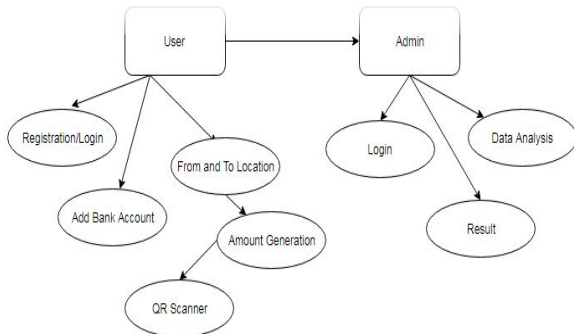 User
Admin
Registration/Login
Login
Data Analysis
From and To Location
Add Bank Account
Amount Generation
Result
QR Scanner